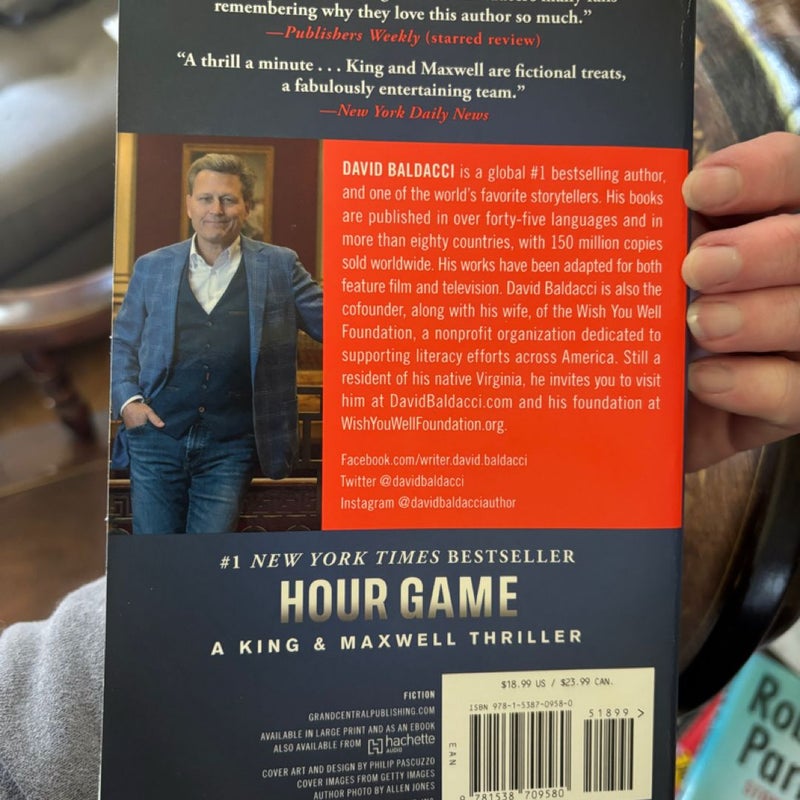 remembering why they love this author so much.”
—Publishers Weekly (starred review)
“A thrill a minute . . . King and Maxwell are fictional treats,
a fabulously entertaining team.”
—New York Daily News
DAVID BALDACCI is a global #1 bestselling author,
and one of the world's favorite storytellers. His books
are published in over forty-five languages and in
more than eighty countries, with 150 million copies
sold worldwide. His works have been adapted for both
feature film and television. David Baldacci is also the
cofounder, along with his wife, of the Wish You Well
Foundation, a nonprofit organization dedicated to
supporting literacy efforts across America. Still a
resident of his native Virginia, he invites you to visit
him at DavidBaldacci.com and his foundation at
WishYouWellFoundation.org.
Facebook.com/writer.david.baldacci
Twitter @davidbaldacci
Instagram @davidbaldacciauthor
#1 NEW YORK TIMES BESTSELLER
HOUR GAME
A KING & MAXWELL THRILLER
FICTION
GRANDCENTRALPUBLISHING.COM
AVAILABLE IN LARGE PRINT AND AS AN EBOOK
ALSO AVAILABLE FROM hachette
AUDIO
COVER ART AND DESIGN BY PHILIP PASCUZZO
COVER IMAGES FROM GETTY IMAGES
AUTHOR PHOTO BY ALLEN JONES
$18.99 US / $23.99 CAN.
ISBN 978-1-5387-0958-0
51899 >
EAN
9 781538 709580